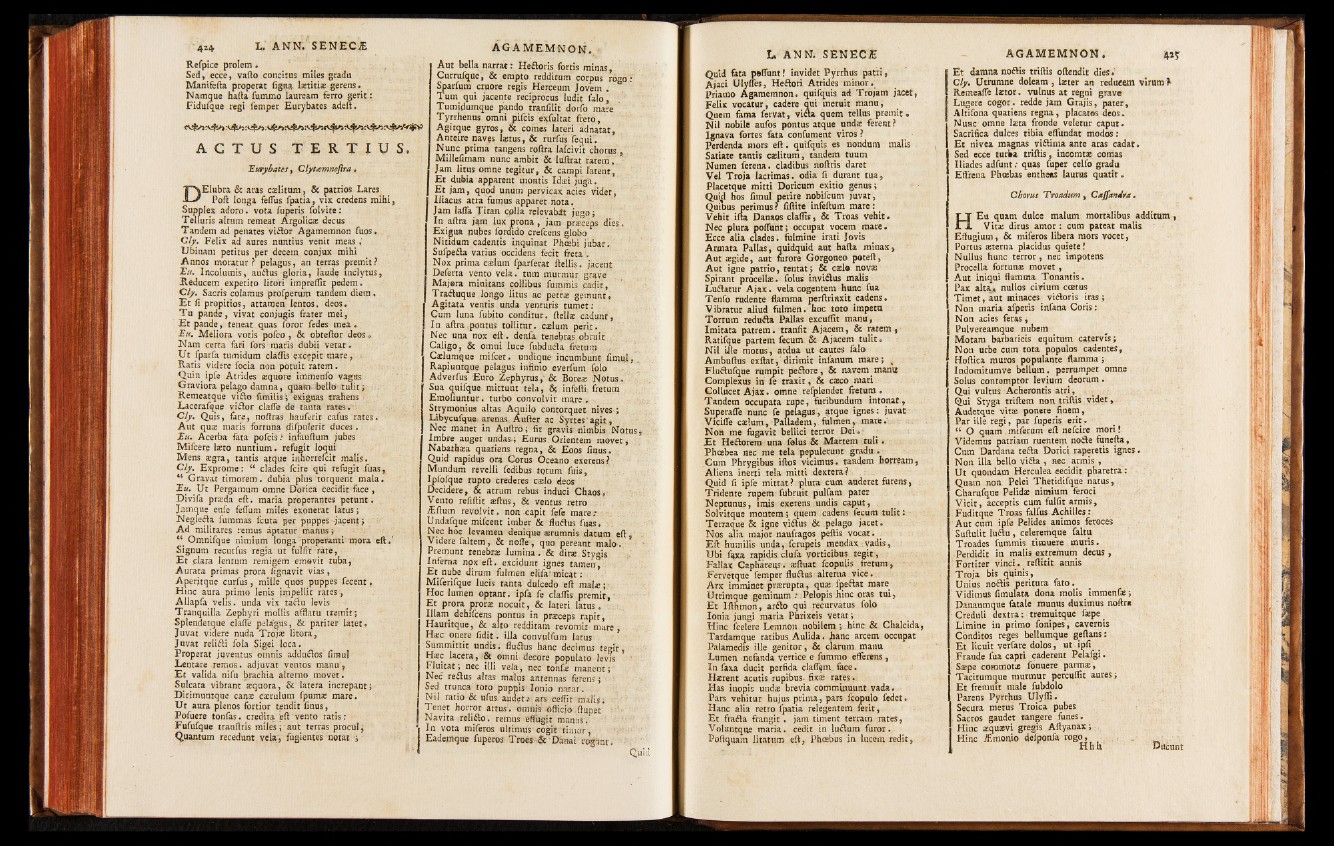 424 L. ANN. SENECÆ
Reſpice prolem.
Sed, ecce, vaſto concitus miles gradu
Manifeſta properat ſigna lætitiæ gerens.
Namque haſta ſummo lauream ferro gerit:
Fiduſque regi ſemper Eurybates adeſt.
ACTUS TERTIUS.
Eurybates, Clytæmneſtra.
DElubra & aras cælitum, & patrios Lares
Poſt longa feſſus ſpatia, vix credens mihi,
Supplex adoro. vota ſuperis ſolvite:
Telluris altum remeat Argolicæ decus
Tandem ad penates victor Agamemnon ſuos.
Cly. Felix ad aures nuntius venit meas.
Ubinam petitus per decem conjux mihi
Annos moratur? pelagus, an terras premit?
Eu. Incolumis, auctus gloria, laude inclytus,
Reducem expetito litori impreſſit pedem.
Cly. Sacris colamus proſperum tandem diem.
Et ſi propitios, attamen lentos, deos.
Tu pande, vivat conjugis frater mei,
Et pande, teneat quas ſoror ſedes mea.
Eu. Meliora votis poſco, & obteſtor deos.
Nam certa fari ſors maris dubii vetat.
Ut ſparſa tumidum claſſis excepit mare,
Ratis videre ſocia non potuit ratem.
Quin ipſe Atrides æquore immenſo vagus
Graviora pelago damna, quam bello tulit;
Remeatque victo ſimilis; exiguas trahens
Laceraſque victor claſſe de tanta rates.
Cly. Quis, fare, noſtras hauſerit caſus rates.
Aut quæ maris fortuna diſpulerit duces.
Eu. Acerba fata poſcis: infauſtum jubes
Miſcere læto nuntium. refugit loqui
Mens ægra, tantis atque inhorreſcit malis.
Cly. Exprome: “ clades ſcire qui refugit ſuas,
“ Gravat timorem. dubia plus torquent mala.
Eu. Ut Pergamum omne Dorica cecidit face,
Diviſa præda eſt. maria properantes petunt.
Jamque enſe feſſum miles exonerat latus;
Neglecta ſummas ſcuta per puppes jacent;
Ad militares remus aptatur manus;
“ Omniſque nimium longa properanti mora eſt.
Signum recurſus regia ut fulſit rate,
Et clara lentum remigem emovit tuba,
Aurata primas prora ſignavit vias,
Aperitque curſus, mille quos puppes ſecent.
Hinc aura primo lenis impellit rates,
Allapſa velis. unda vix tactu levis
Tranquilla Zephyri mollis afflatu tremit;
Splendetque claſſe pelagus, & pariter latet.
Juvat videre nuda Trojæ litora,
Juvat relicti ſola Sigei loca.
Properat juventus omnis adductos ſimul
Lentare remos. adjuvat ventos manu,
Et valida niſu brachia alterno movet.
Sulcata vibrant æquora, & latera increpant;
Dirimuntque canæ cæculum ſpumæ mare.
Ut aura plenos fortior tendit ſinus,
Poſuere tonſas. credita eſt vento ratis:
Fuſuſque tranſtris miles; aut terras procul,
Quantum recedunt vela, fugientes notat;
AGAMEMNON.
Aut bella narrat: Hectoris fortis minas,
Curruſque, & empto redditum corpus rogo:
Sparſum cruore regis Herceum Jovem.
Tum qui jacente reciprocus ludit ſalo,
Tumidumque pando tranſilit dorſo mare
Tyrrhenus omni piſcis exſultat freto,
Agitque gyros, & comes lateri adnatat,
Anteire naves lætus, & rurſus ſequi.
Nunc prima tangens roſtra laſcivit chorus,
Milleſimam nunc ambit & luſtrat ratem.
Jam litus omne tegitur, & campi latent,
Et dubia apparent montis Idæi juga.
Et jam, quod unum pervicax acies videt,
Iliacus atra fumus apparet nota.
Jam laſſa Titan colla relevabat jugo;
In aſtra jam lux prona, jam præceps dies.
Exigua nubes ſordido creſcens globo
Nitidum cadentis inquinat Phœbi jubar.
Suſpecta varius occidens fecit freta.
Nox prima cælum ſparſerat ſtellis. jacent
Deſerta vento vela. tum murmur grave
Majora minitans collibus ſummis cadit,
Tractuque longo litus ac petræ gemunt.
Agitata ventis unda venturis tumet:
Cum luna ſubito conditur. ſtellæ cadunt,
In aſtra pontus tollitur. cælum perit.
Nec una nox eſt. denſa tenebras obruit
Caligo, & omni luce ſubducta fretum
Cælumque miſcet. undique incumbunt ſimul,
Rapiuntque pelagus infimo everſum ſolo
Adverſus Euro Zephyrus, & Boreæ Notus.
Sua quiſque mittunt tela, & infeſti fretum
Emoliuntur. turbo convolvit mare.
Strymonius altas Aquilo contorquet nives;
Libycuſque arenas Auſter ac Syrtes agit,
Nec manet in Auſtro; fit gravis nimbis Notus,
Imbre auget undas; Eurus Orientem movet,
Nabathæa quatiens regna, & Eoos ſinus.
Quid rapidus ora Corus Oceano exerens?
Mundum revelli ſedibus totum ſuis,
Ipſoſque rupto crederes cælo deos
Decidere, & atrum rebus induci Chaos.
Vento reſiſtit æſtus, & ventus retro
Æſtum revolvit. non capit ſeſe mare:
Undaſque miſcent imber & fluctus ſuas.
Nec hoc levamen denique ærumnis datum eſt,
Videre ſaltem, & noſſe, quo pereant malo.
Premunt tenebræ lumina. & diræ Stygis
Inferna nox eſt. excidunt ignes tamen,
Et nube dirum fulmen eliſa micat:
Miſeriſque lucis tanta dulcedo eſt malæ;
Hoc lumen optant. ipſa ſe claſſis premit,
Et prora proræ nocuit, & lateri latus.
Illam dehiſcens pontus in præceps rapit,
Hauritque, & alto redditam revomit mare.
Hæc onere ſidit. illa convulſum latus
Summittit undis. fluctus hanc decimus tegit.
Hæc lacera, & omni decore populato levis
Fluitat; nec illi vela, nec tonſæ manent;
Nec rectus altas malus antennas ferens;
Sed trunca toto puppis Ionio natat.
Nil ratio & uſus audet: ars ceſſit malis;
Tenet horror artus. omnis officio ſtupet
Navita relicto. remus effugit manus.
In vota miſeros ultimus cogit timor,
Eademque ſuperos Troes & Danai rogant.
Quid
L. ANN. SENECÆ
Quid fata poſſunt! invidet Pyrrhus patri,
Ajaci Ulyſſes, Hectori Atrides minor.
Priamo Agamemnon. quiſquis ad Trojam jacet,
Felix vocatur, cadere qui meruit manu,
Quem fama ſervat, victa quem tellus premit.
Nil nobile auſos pontus atque undæ ferent?
Ignava fortes fata conſument viros?
Perdenda mors eſt. quiſquis es nondum malis
Satiate tantis cælitum, tandem tuum
Numen ſerena. cladibus noſtris daret
Vel Troja lacrimas. odia ſi durant tua,
Placetque mitti Doricum exitio genus;
Quid hos ſimul perire nobiſcum juvat,
Quibus perimus? ſiſtite infeſtum mare:
Vehit iſta Danaos claſſis, & Troas vehit.
Nec plura poſſunt; occupat vocem mare.
Ecce alia clades. fulmine irati Jovis
Armata Pallas, quidquid aut haſta minax,
Aut ægide, aut furore Gorgoneo poteſt,
Aut igne patrio, tentat; & cælo novæ
Spirant procellæ. ſolus invictus malis
Luctatur Ajax. vela cogentem hunc ſua
Tenſo rudente flamma perſtrinxit cadens.
Vibratur aliud fulmen. hoc toto impetu
Tortum reducta Pallas excuſſit manu,
Imitata patrem. tranſit Ajacem, & ratem,
Ratiſque partem ſecum & Ajacem tulit.
Nil ille motus, ardua ut cautes ſalo
Ambuſtus exſtat, dirimit inſanum mare;
Fluctuſque rumpit pectore, & navem manu
Complexus in ſe traxit, & cæco mari
Collucet Ajax. omne reſplendet fretum.
Tandem occupata rupe, furibundum intonat,
Superaſſe nunc ſe pelagus, atque ignes: juvat
Viciſſe cælum, Palladem, fulmen, mare.
Non me fugavit bellici terror Dei.
Et Hectorem una ſolus & Martem tuli.
Phœbea nec me tela pepulerunt gradu.
Cum Phrygibus iſtos vicimus. tandem horream,
Aliena inerti tela mitti dextera?
Quid ſi ipſe mittat? plura cum auderet furens,
Tridente rupem ſubruit pulſam pater
Neptunus, imis exerens undis caput,
Solvitque montem; quem cadens ſecum tulit:
Terraque & igne victus & pelago jacet.
Nos alia major naufragos peſtis vocat.
Eſt humilis unda, ſcrupeis mendax vadis,
Ubi ſaxa rapidis cluſa vorticibus tegit,
Fallax Caphareus. æſtuat ſcopulis fretum,
Fervetque ſemper fluctus alterna vice.
Arx imminet prærupta, quæ ſpectat mare
Utrimque geminum: Pelopis hinc oras tui,
Et Iſthmon, arcto qui recurvatus ſolo
Ionia jungi maria Phrixeis vetat;
Hinc ſcelere Lemnon nobilem; hinc & Chalcida,
Tardamque ratibus Aulida. hanc arcem occupat
Palamedis ille genitor, & clarum manu
Lumen nefanda vertice e ſummo efferens,
In ſaxa ducit perfida claſſem face.
Hærent acutis rupibus fixæ rates.
Has inopis undæ brevia comminuunt vada.
Pars vehitur hujus prima, pars ſcopulo ſedet.
Hanc alia retro ſpatia relegentem ferit,
Et fracta frangit. jam timent terram rates,
Voluntque maria. cedit in luctum furor.
Poſtquam litatum eſt, Phœbus in lucem redit,
AGAMEMNON. 425
Et damna noctis triſtis oſtendit dies.
Cly. Utrumne doleam, læter an reducem virum?
Remeaſſe lætor. vulnus at regni grave
Lugere cogor. redde jam Grajis, pater,
Altiſona quatiens regna, placatos deos.
Nunc omne læta fronde veletur caput.
Sacrifica dulces tibia effundat modos:
Et nivea magnas victima ante aras cadat.
Sed ecce turba triſtis, incomtæ comas
Iliades adſunt: quas ſuper celſo gradu
Effrena Phœbas entheas laurus quatit.
Chorus Troadum, Caſſandra.
HEu quam dulce malum mortalibus additum,
Vitæ dirus amor: cum pateat malis
Effugium, & miſeros libera mors vocet,
Portus æterna placidus quiete!
Nullus hunc terror, nec impotens
Procella fortunæ movet,
Aut iniqui flamma Tonantis.
Pax alta, nullos civium cœtus
Timet, aut minaces victoris iras;
Non maria aſperis inſana Coris:
Non acies feras,
Pulvereamque nubem
Motam barbaricis equitum catervis;
Non urbe cum tota populos cadentes,
Hoſtica muros populante flamma;
Indomitumve bellum. perrumpet omne
Solus contemptor levium deorum.
Qui vultus Acherontis atri,
Qui Styga triſtem non triſtis videt,
Audetque vitæ ponere finem,
Par ille regi, par ſuperis erit.
“ O quam miſerum eſt neſcire mori!
Videmus patriam ruentem nocte funeſta,
Cum Dardana tecta Dorici raperetis ignes.
Non illa bello victa, nec armis,
Ut quondam Herculea cecidit pharetra:
Quam non Pelei Thetidiſque natus,
Charuſque Pelidæ nimium feroci
Vicit, acceptis cum fulſit armis,
Fuditque Troas falſus Achilles:
Aut cum ipſe Pelides animos feroces
Suſtulit luctu, celeremque ſaltu
Troades ſummis timuere muris.
Perdidit in malis extremum decus,
Fortiter vinci. reſtitit annis
Troja bis quinis,
Unius noctis peritura fato.
Vidimus ſimulata dona molis immenſæ;
Danaumque fatale munus duximus noſtra
Creduli dextra: tremuitque ſæpe
Limine in primo ſonipes, cavernis
Conditos reges bellumque geſtans:
Et licuit verſare dolos, ut ipſi
Fraude ſua capti caderent Pelaſgi.
Sæpe commotæ ſonuere parmæ,
Tacitumque murmur percuſſit aures;
Et fremuit male ſubdolo
Parens Pyrrhus Ulyſſi.
Secura metus Troica pubes
Sacros gaudet tangere funes.
Hinc æquævi gregis Aſtyanax;
Hinc Æmonio deſponſa rogo,
Hhh Ducunt